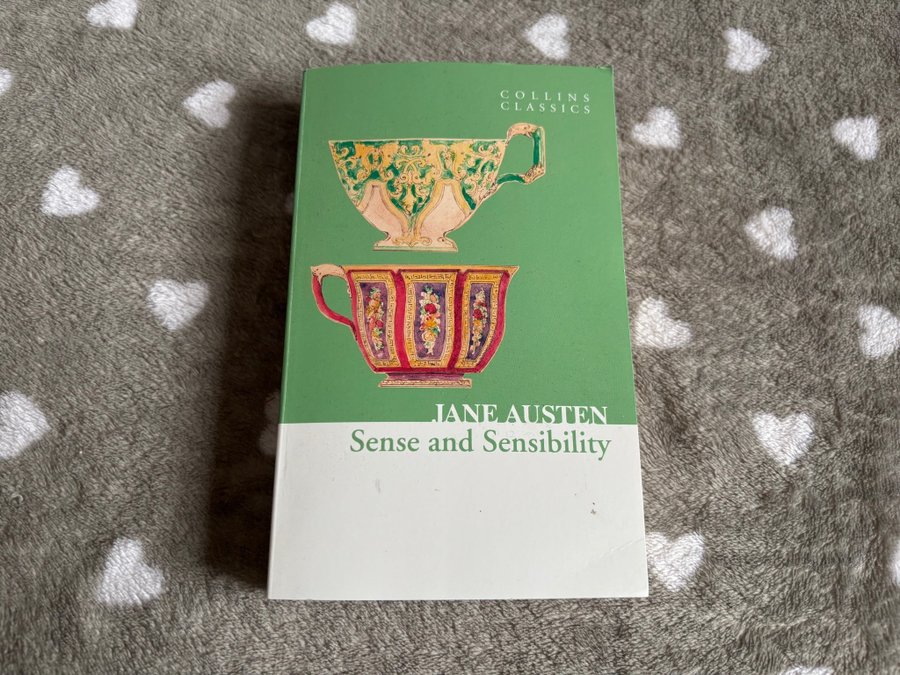 COLLINS
CLASSICS
JANE AUSTEN
Sense and Sensibility